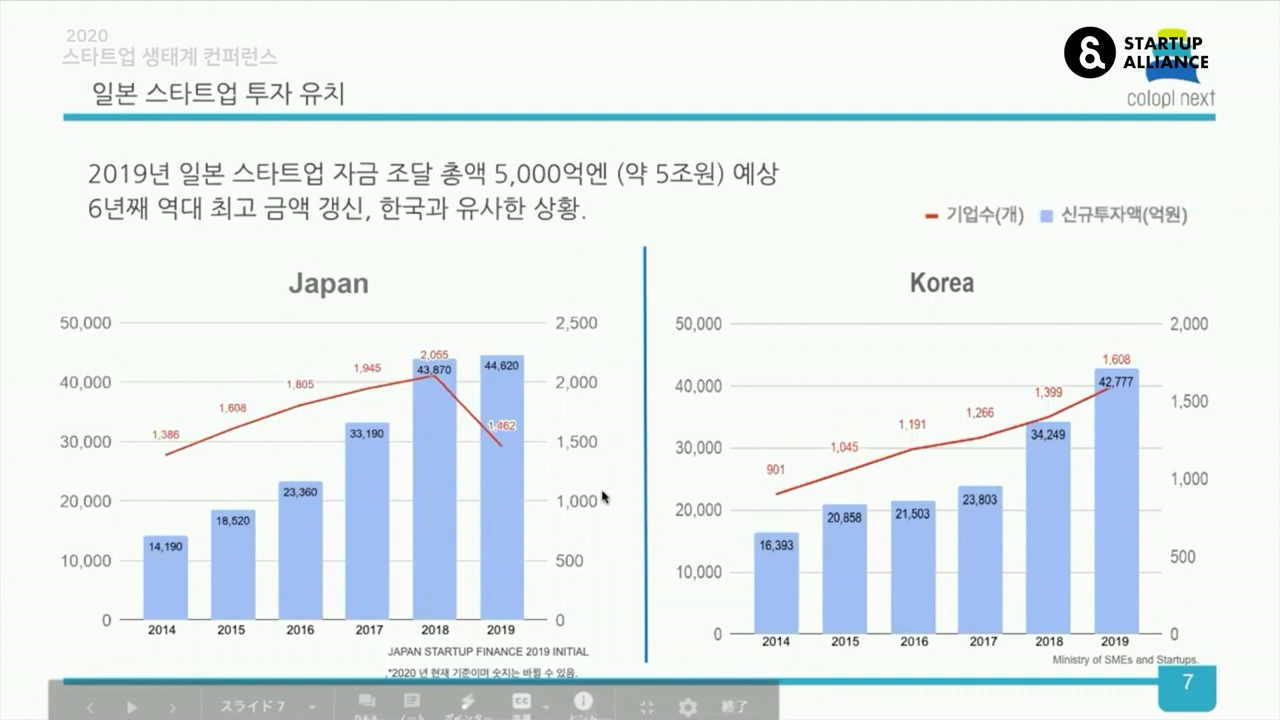 2020
스타트업 생태계 컨퍼런스
일본 스타트업 투자 유치
& STARTUP ALLIANCE
colopl next
2019년 일본 스타트업 자금 조달 총액 5,000억엔 (약 5조원) 예상
6년째 역대 최고 금액 갱신, 한국과 유사한 상황.
기업수(개) 신규투자액(억원)
Japan
50,000 2,500
40,000 2,000
30,000 1,500
20,000 1,000
10,000 500
0 0
1,386 1,608 1,805 1,945 2,055 1,462
14,190 18,520 23,360 33,190 43,870 44,620
2014 2015 2016 2017 2018 2019
JAPAN STARTUP FINANCE 2019 INITIAL
,*2020 년 현재 기준이며 숫지는 바뀔 수 있음.
Korea
50,000 2,000
40,000 1,500
30,000 1,000
20,000 500
10,000 0
0
901 1,045 1,191 1,266 1,399 1,608
16,393 20,858 21,503 23,803 34,249 42,777
2014 2015 2016 2017 2018 2019
Ministry of SMEs and Startups.
7
スライド 7
終了